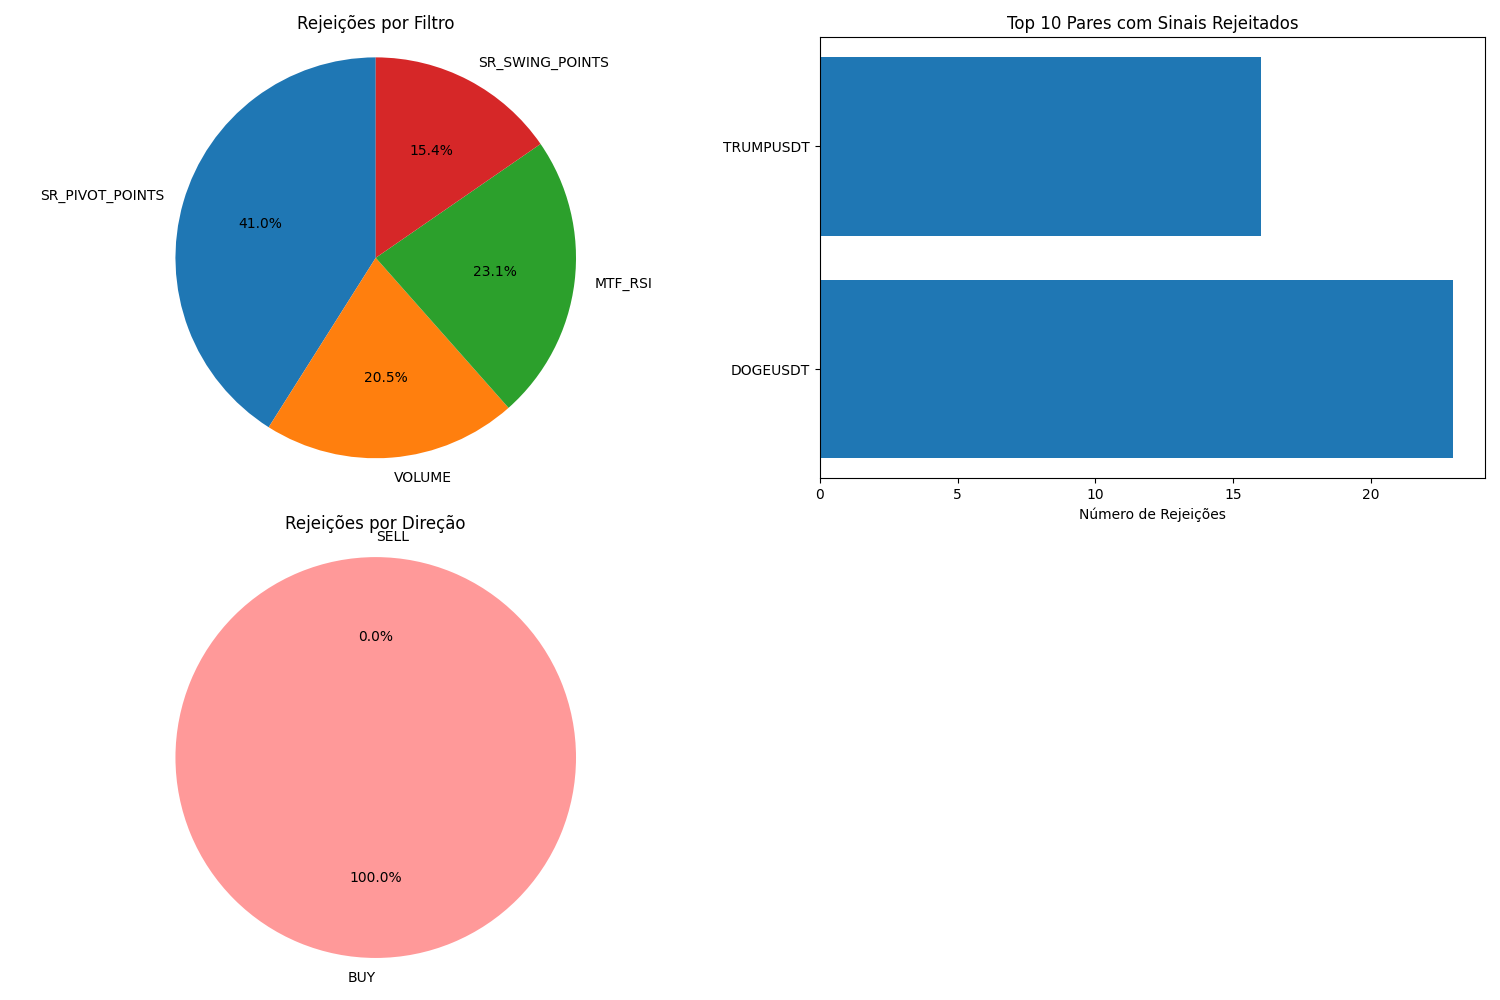 Rejeições por Filtro
SR_SWING_POINTS
15.4%
SR_PIVOT_POINTS
41.0%
23.1%
MTF_RSI
20.5%
VOLUME
Top 10 Pares com Sinais Rejeitados
TRUMPUSDT
DOGEUSDT
0 5 10 15 20
Número de Rejeições
Rejeições por Direção
SELL
0.0%
100.0%
BUY